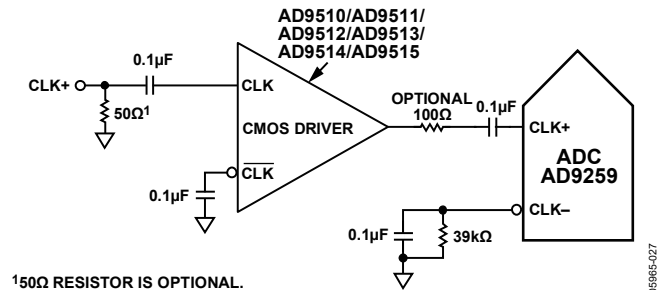 AD9510/AD9511/
AD9512/AD9513/
AD9514/AD9515
0.1µF
CLK+
50Ω¹
CLK
CMOS DRIVER
CLK
0.1µF
OPTIONAL
100Ω
0.1µF
CLK+
ADC
AD9259
CLK–
0.1µF
39kΩ
¹50Ω RESISTOR IS OPTIONAL.
05965-027